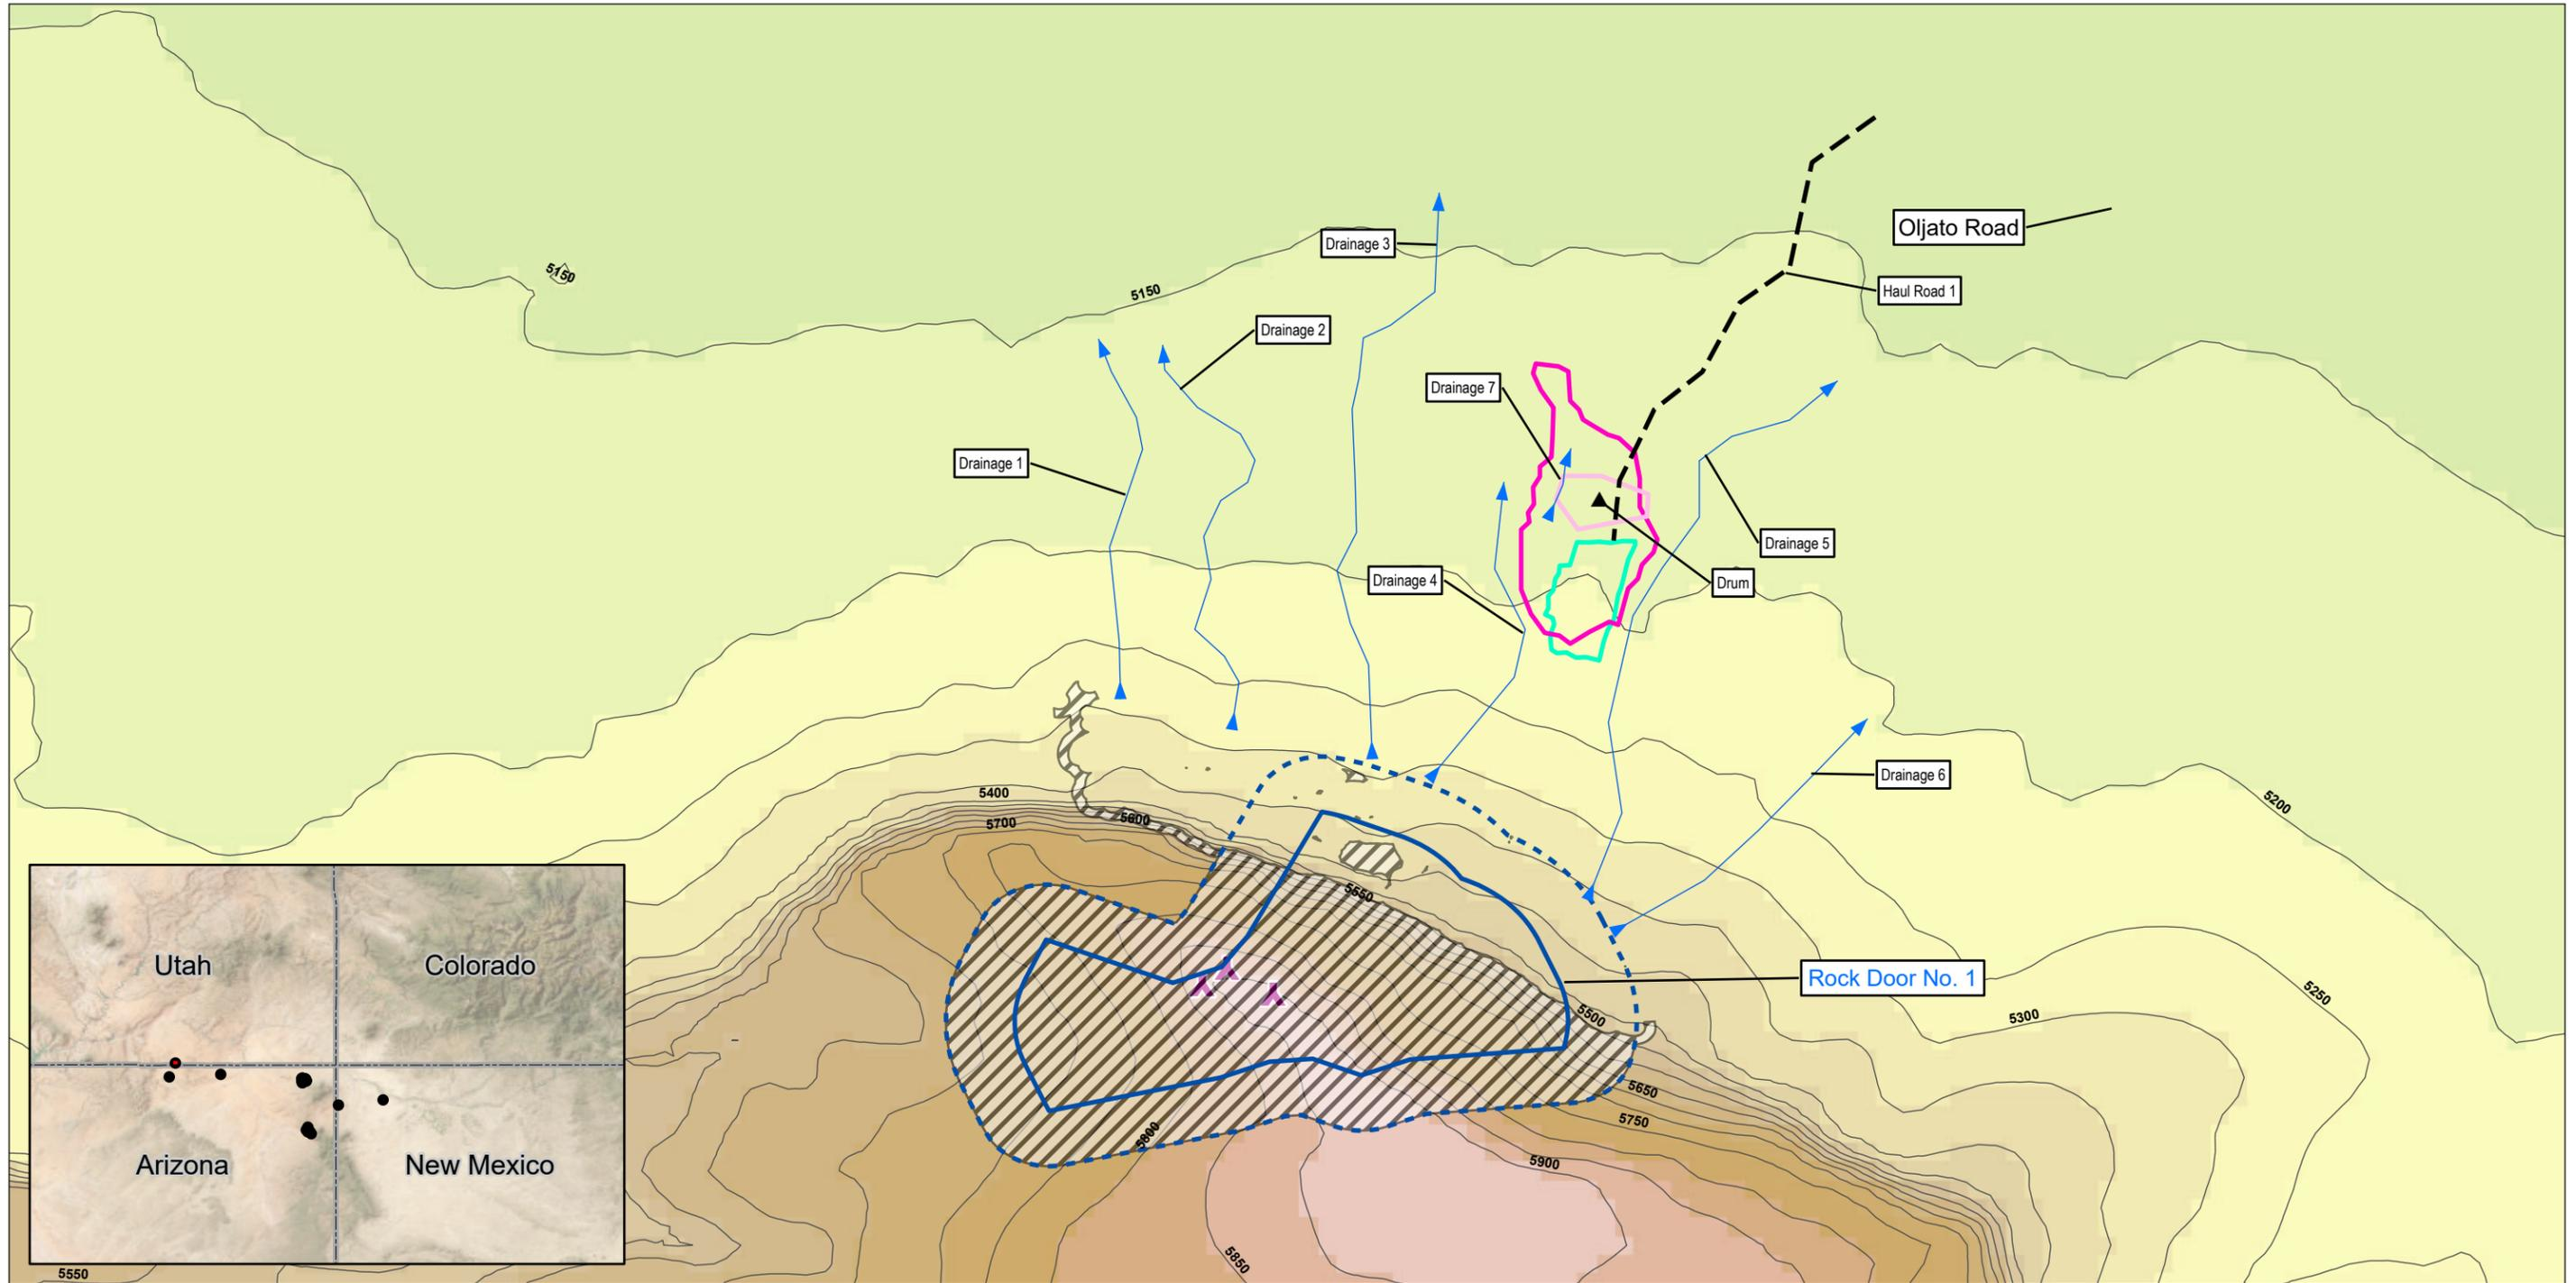 Oljato Road
Drainage 3
5150
Haul Road 1
5150
Drainage 2
Drainage 7
Drainage 1
Drainage 5
Drainage 4
Drum
Drainage 6
5400
5200
5600
5700
5550
Utah
Colorado
Rock Door No. 1
5250
5500
5300
5650
5750
5800
Arizona
New Mexico
5900
5850
5550